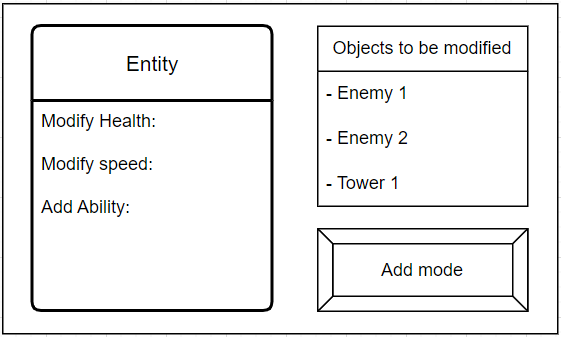 Entity
Modify Health:
Modify speed:
Add Ability:
Objects to be modified
- Enemy 1
- Enemy 2
- Tower 1
Add mode